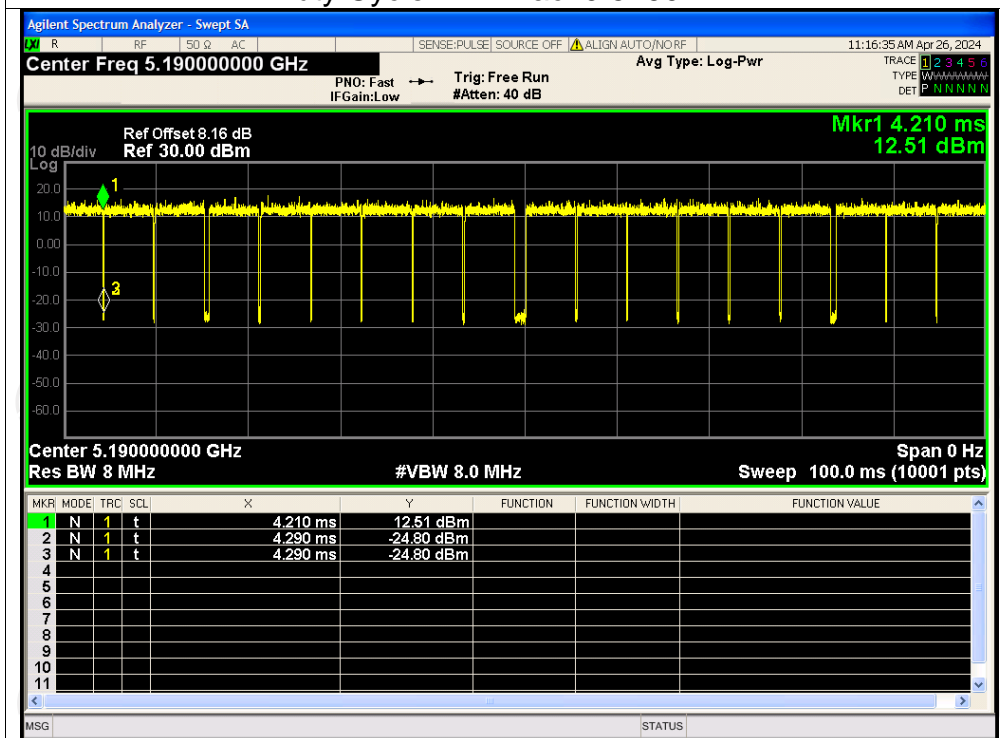 Agilent Spectrum Analyzer - Swept SA
LXI R RF 50 Ω AC SENSE:PULSE SOURCE OFF ALIGN AUTO/NO RF 11:16:35 AM Apr 26, 2024
Center Freq 5.190000000 GHz Avg Type: Log-Pwr TRACE 1 2 3 4 5 6
PNO: Fast Trig: Free Run TYPE WWWWWW
IFGain:Low #Atten: 40 dB DET P N N N N N
Mkr1 4.210 ms
12.51 dBm
Ref Offset 8.16 dB
10 dB/div Ref 30.00 dBm
Log
20.0
10.0
0.00
-10.0
-20.0
-30.0
-40.0
-50.0
-60.0
1
Center 5.190000000 GHz Span 0 Hz
Res BW 8 MHz #VBW 8.0 MHz Sweep 100.0 ms (10001 pts)
MKR MODE TRC SCL X Y FUNCTION FUNCTION WIDTH FUNCTION VALUE
1 N 1 t 4.210 ms 12.51 dBm
2 N 1 t 4.290 ms -24.80 dBm
3 N 1 t 4.290 ms -24.80 dBm
4
5
6
7
8
9
10
11
MSG STATUS